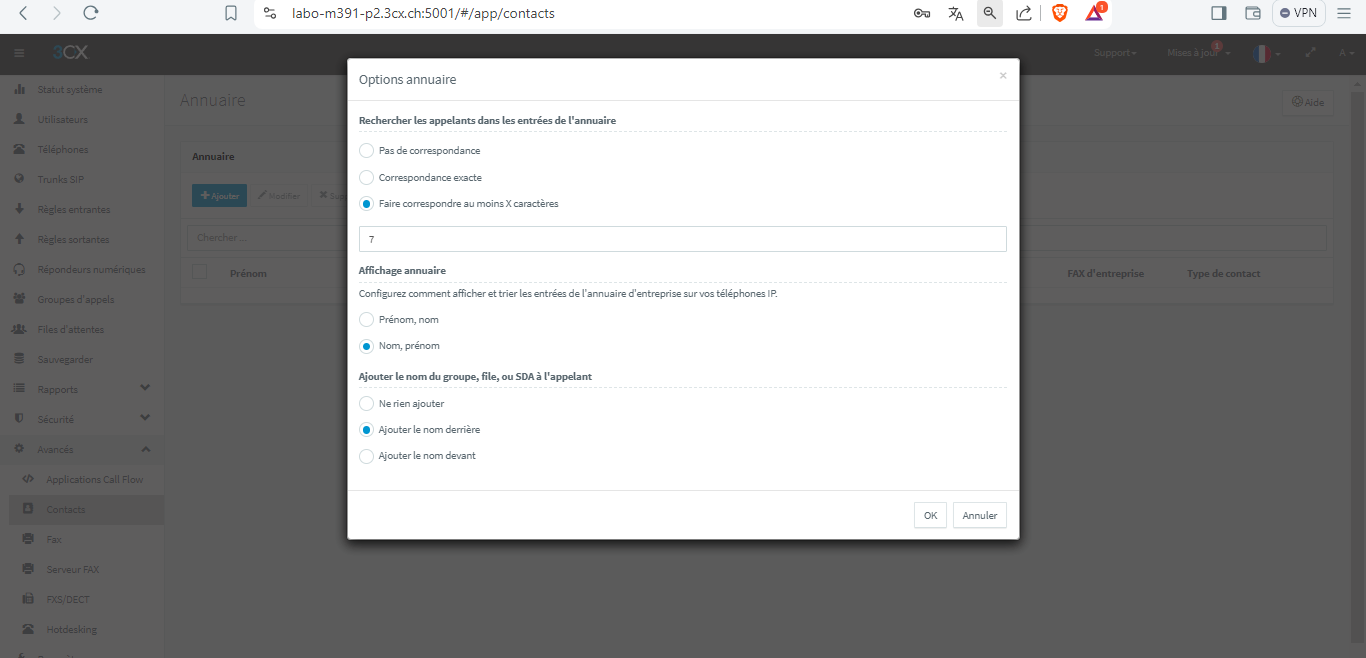 labo-m391-p2.3cx.ch:5001/#/app/contacts
1
VPN
3CX
Support
Mises à jour
1
A
Statut système
Utilisateurs
Téléphones
Trunks SIP
Règles entrantes
Règles sortantes
Répondeurs numériques
Groupes d'appels
Files d'attentes
Sauvegarder
Rapports
Sécurité
Avancés
Applications Call Flow
Contacts
Fax
Serveur FAX
FXS/DECT
Hotdesking
Annuaire
Aide
Annuaire
+ Ajouter
Modifier
Chercher ...
Prénom
FAX d'entreprise
Type de contact
Options annuaire
×
Rechercher les appelants dans les entrées de l'annuaire
Pas de correspondance
Correspondance exacte
Faire correspondre au moins X caractères
7
Affichage annuaire
Configurez comment afficher et trier les entrées de l'annuaire d'entreprise sur vos téléphones IP.
Prénom, nom
Nom, prénom
Ajouter le nom du groupe, file, ou SDA à l'appelant
Ne rien ajouter
Ajouter le nom derrière
Ajouter le nom devant
OK
Annuler